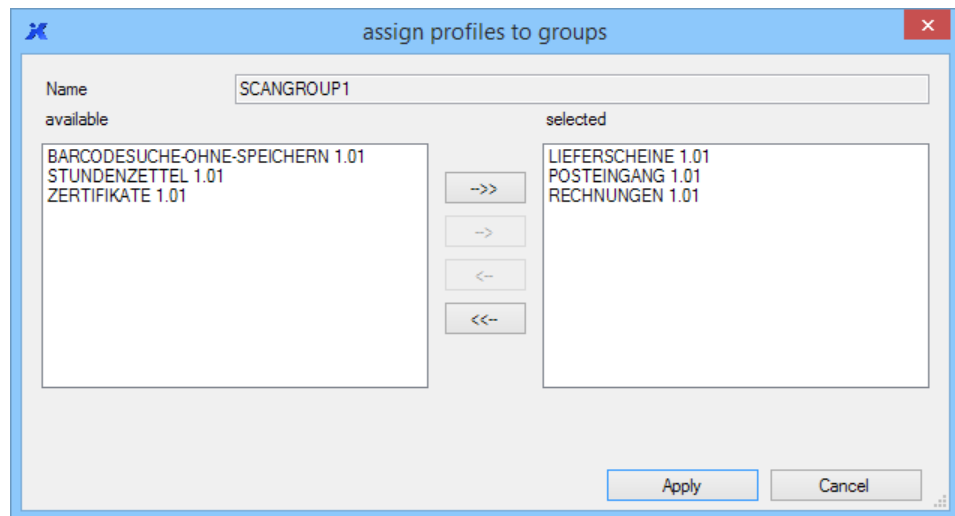 assign profiles to groups
Name
SCANGROUP1
available
selected
BARCODESUCHE-OHNE-SPEICHERN 1.01
STUNDENZETTEL 1.01
ZERTIFIKATE 1.01
-->>
-->
<--
<<--
LIEFERSCHEINE 1.01
POSTEINGANG 1.01
RECHNUNGEN 1.01
Apply
Cancel